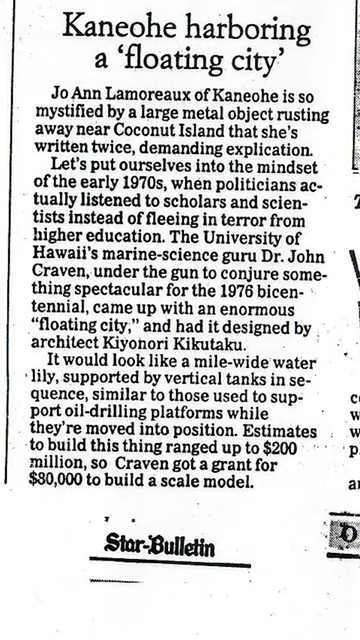 Kaneohe harboring
a ‘floating city’
Jo Ann Lamoreaux of Kaneohe is so
mystified by a large metal object rusting
away near Coconut Island that she's
written twice, demanding explication.
Let's put ourselves into the mindset
of the early 1970s, when politicians ac-
tually listened to scholars and scien-
tists instead of fleeing in terror from
higher education. The University of
Hawaii's marine-science guru Dr. John
Craven, under the gun to conjure some-
thing spectacular for the 1976 bicen-
tennial, came up with an enormous
"floating city," and had it designed by
architect Kiyonori Kikutaku.
It would look like a mile-wide water
lily, supported by vertical tanks in se-
quence, similar to those used to sup-
port oil-drilling platforms while
they're moved into position. Estimates
to build this thing ranged up to $200
million, so Craven got a grant for
$80,000 to build a scale model.
Star-Bulletin